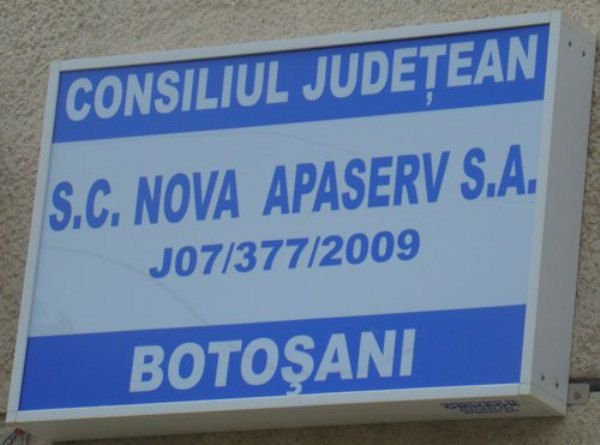 CONSILIUL JUDEȚEAN
S.C. NOVA APASERV S.A.
J07/377/2009
BOTOȘANI